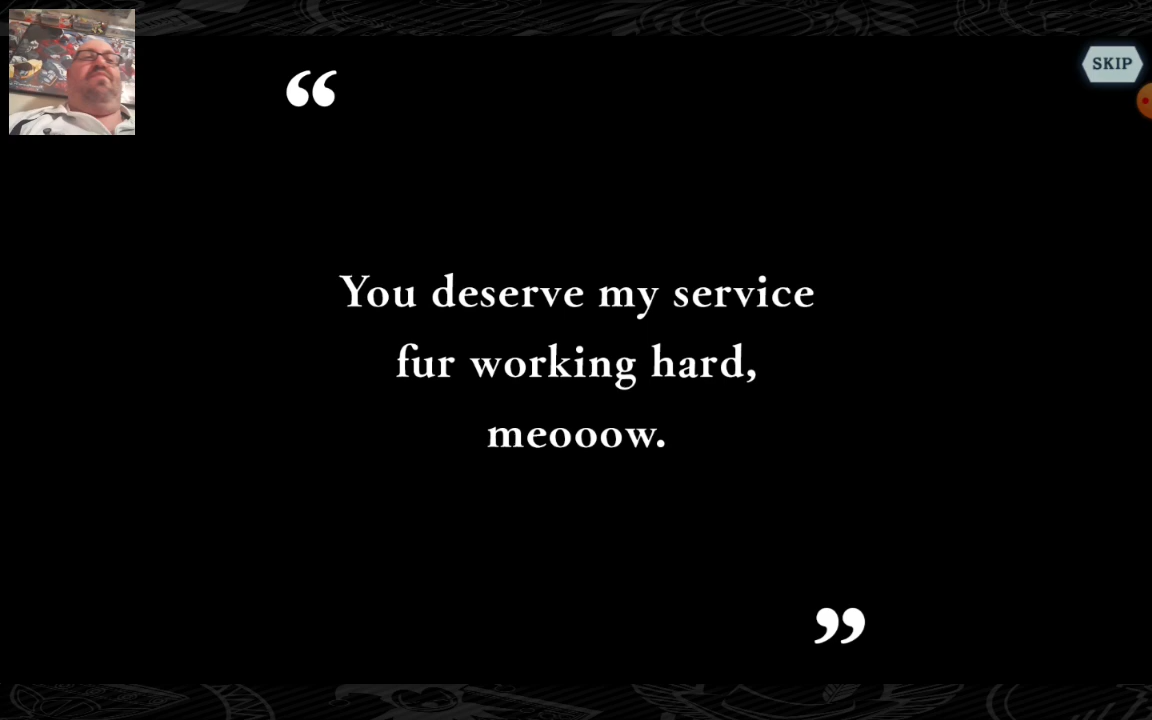 SKIP
“
You deserve my service
fur working hard,
meooow.
”